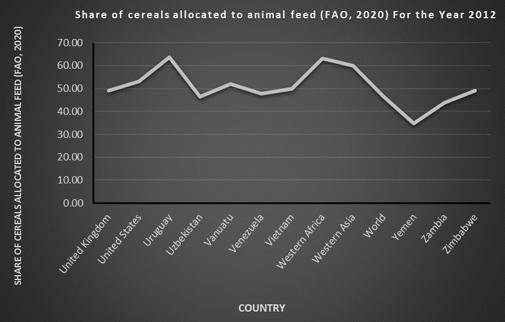 Share of cereals allocated to animal feed (FAO, 2020) For the Year 2012
SHARE OF CEREALS ALLOCATED TO ANIMAL FEED (FAO, 2020)
70.00
60.00
50.00
40.00
30.00
20.00
10.00
0.00
United Kingdom
United States
Uruguay
Uzbekistan
Vanuatu
Venezuela
Vietnam
Western Africa
Western Asia
World
Yemen
Zambia
Zimbabwe
COUNTRY